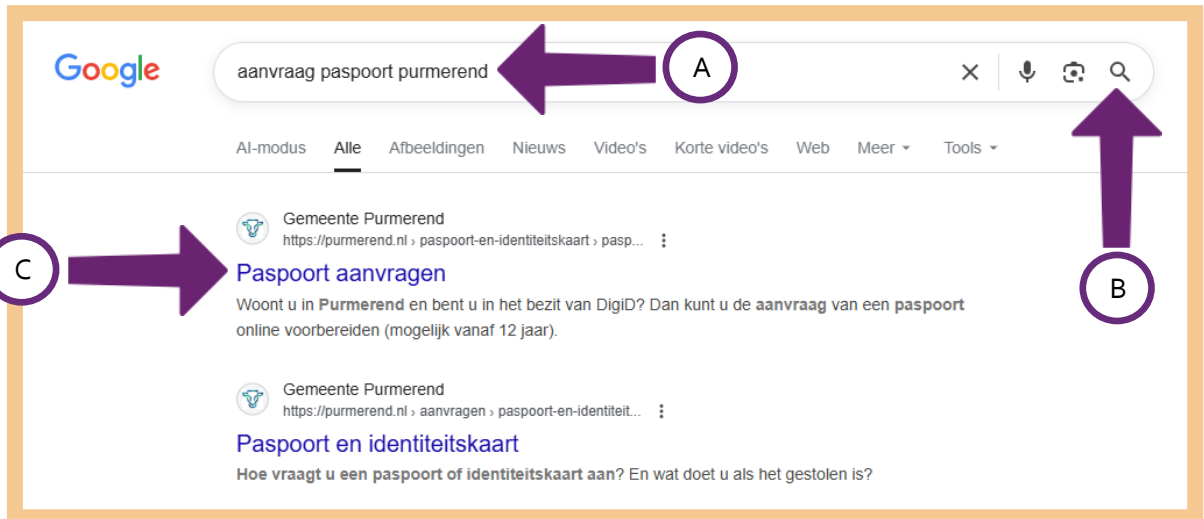 Google
aanvraag paspoort purmerend
A
AI-modus Alle Afbeeldingen Nieuws Video's Korte video's Web Meer Tools
Gemeente Purmerend
https://purmerend.nl › paspoort-en-identiteitskaart › pasp...
C
Paspoort aanvragen
B
Woont u in Purmerend en bent u in het bezit van DigiD? Dan kunt u de aanvraag van een paspoort
online voorbereiden (mogelijk vanaf 12 jaar).
Gemeente Purmerend
https://purmerend.nl › aanvragen › paspoort-en-identiteit...
Paspoort en identiteitskaart
Hoe vraagt u een paspoort of identiteitskaart aan? En wat doet u als het gestolen is?